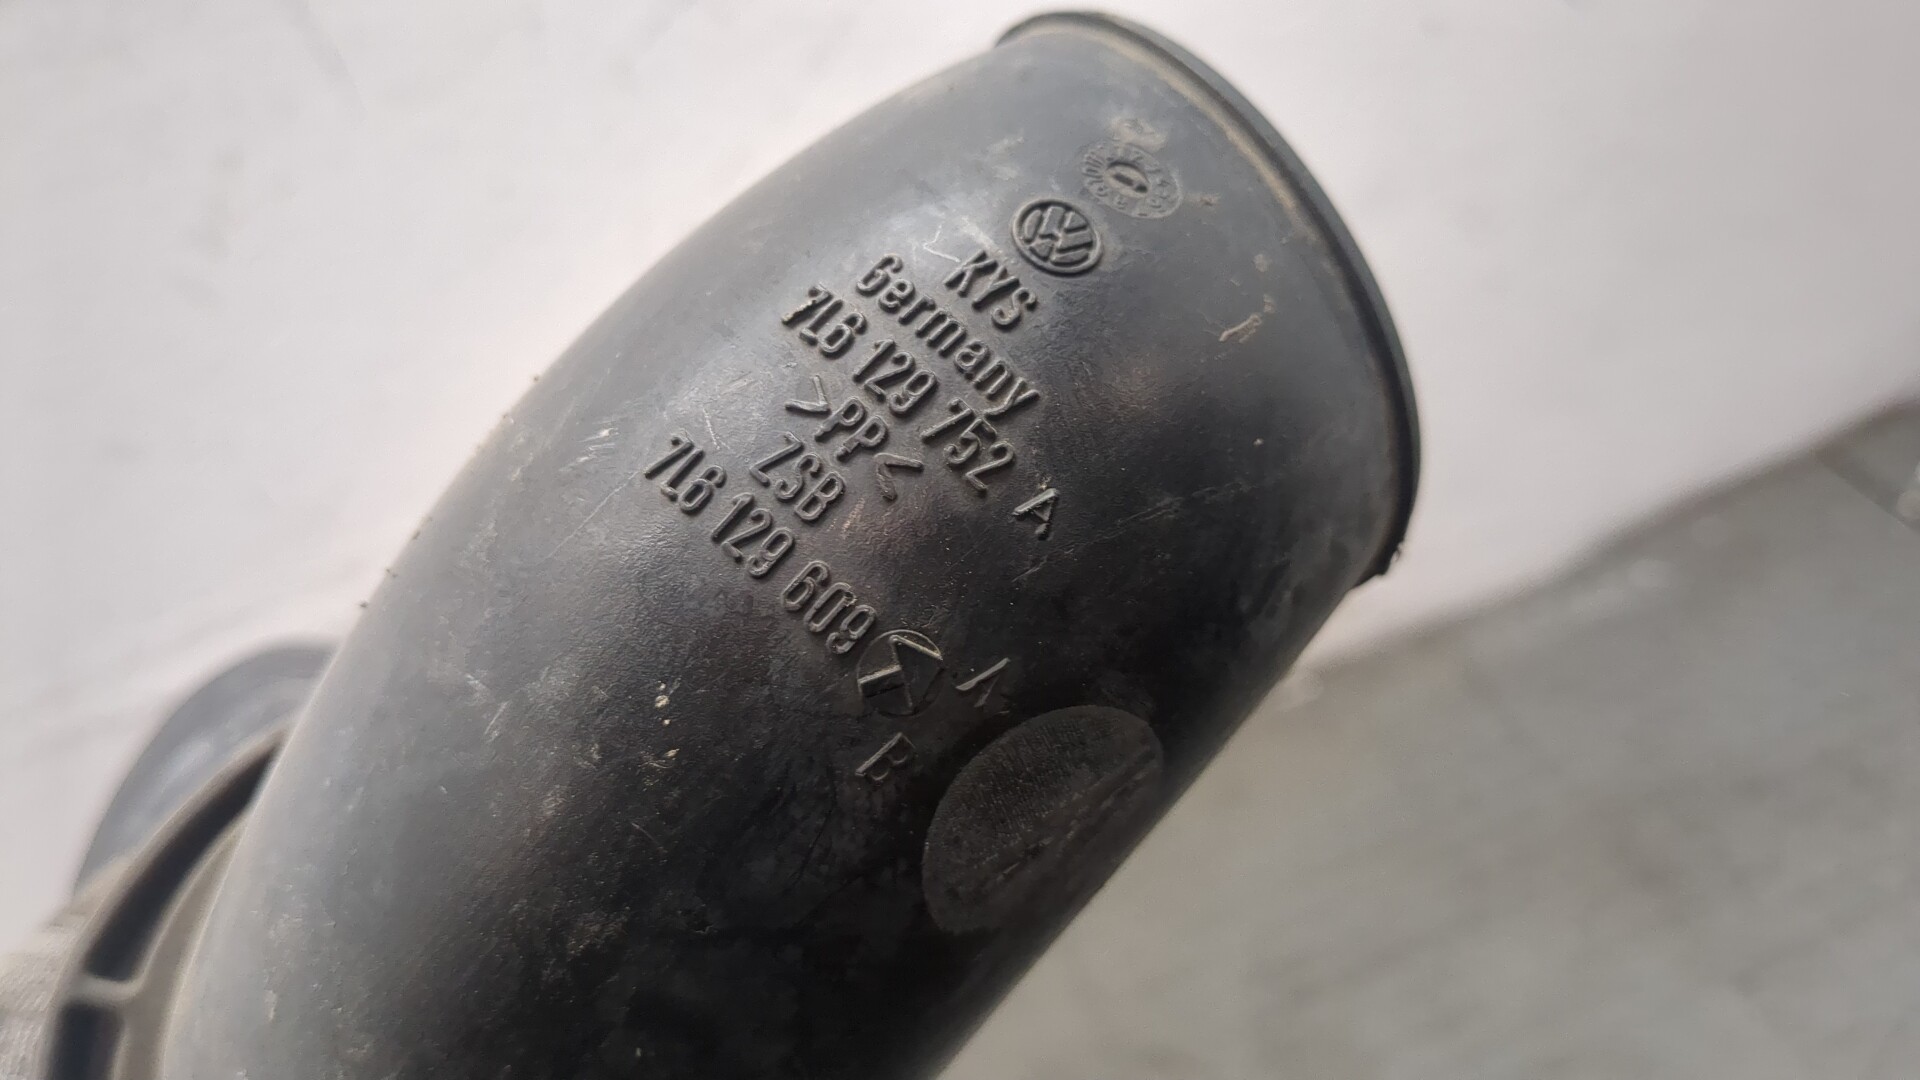 KYS
Germany
7L6 129 752 A
>PP<
ZSB
7L6 129 609
B